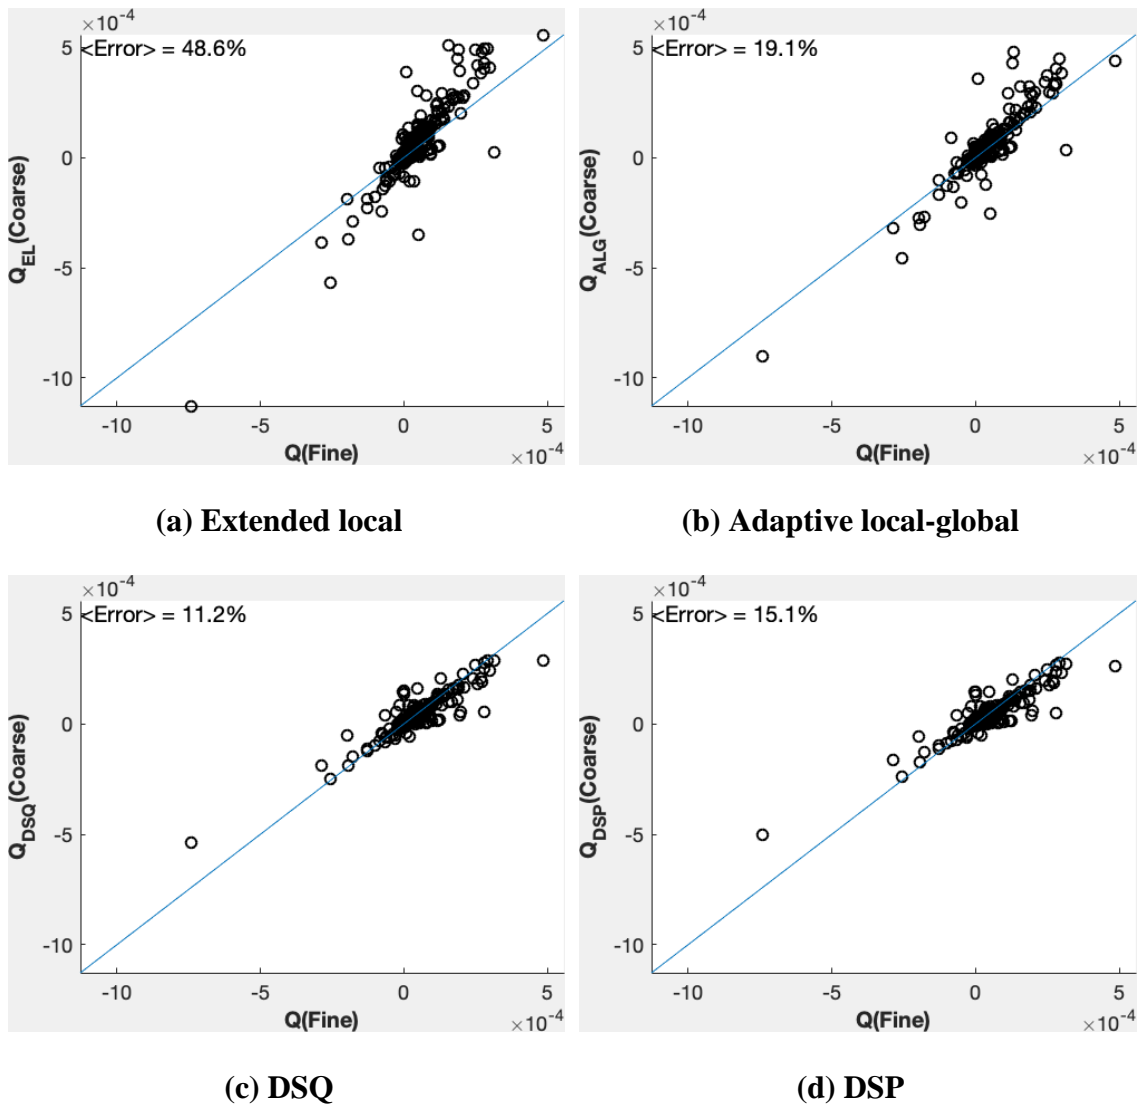 ×10⁻⁴
<Error> = 48.6%
5
0
-5
-10
Q_EL(Coarse)
-10 -5 0 5
Q(Fine)
×10⁻⁴
(a) Extended local
×10⁻⁴
<Error> = 19.1%
5
0
-5
-10
Q_ALG(Coarse)
-10 -5 0 5
Q(Fine)
×10⁻⁴
(b) Adaptive local-global
×10⁻⁴
<Error> = 11.2%
5
0
-5
-10
Q_DSQ(Coarse)
-10 -5 0 5
Q(Fine)
×10⁻⁴
(c) DSQ
×10⁻⁴
<Error> = 15.1%
5
0
-5
-10
Q_DSP(Coarse)
-10 -5 0 5
Q(Fine)
×10⁻⁴
(d) DSP